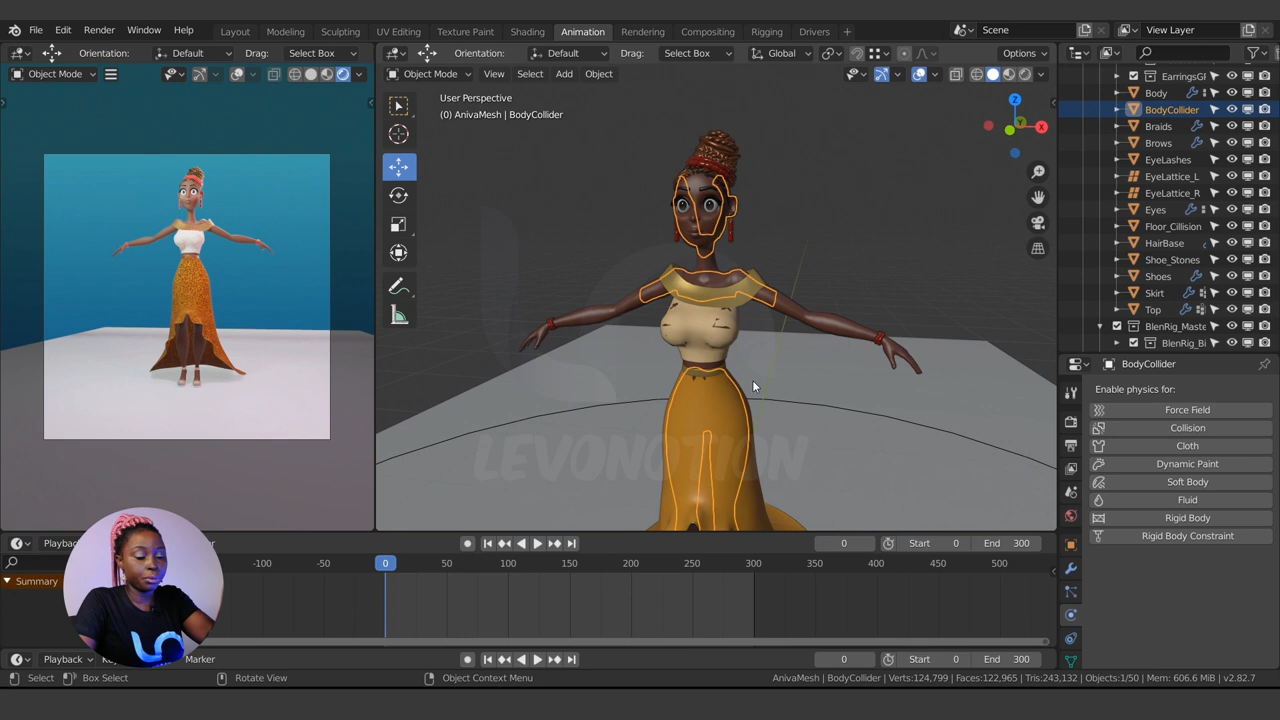 File Edit Render Window Help Layout Modeling Sculpting UV Editing Texture Paint Shading Animation Rendering Compositing Rigging Drivers + Scene View Layer
Orientation: Default Drag: Select Box Orientation: Default Drag: Select Box Global Options
Object Mode Object Mode View Select Add Object
User Perspective
(0) AnivaMesh | BodyCollider
Z
Y
X
EarringsGF
Body
BodyCollider
Braids
Brows
EyeLashes
EyeLattice_L
EyeLattice_R
Eyes
Floor_Cillision
HairBase
Shoe_Stones
Shoes
Skirt
Top
BlenRig_Maste
BlenRig_Bi
BodyCollider
Enable physics for:
Force Field
Collision
Cloth
Dynamic Paint
Soft Body
Fluid
Rigid Body
Rigid Body Constraint
LEVONOTION
Playback 0 Start 0 End 300
-100 -50 0 50 100 150 200 250 300 350 400 450 500
Summary
Playback Marker 0 Start 0 End 300
Select Box Select Rotate View Object Context Menu AnivaMesh | BodyCollider | Verts:124,799 | Faces:122,965 | Tris:243,132 | Objects:1/50 | Mem: 606.6 MiB | v2.82.7